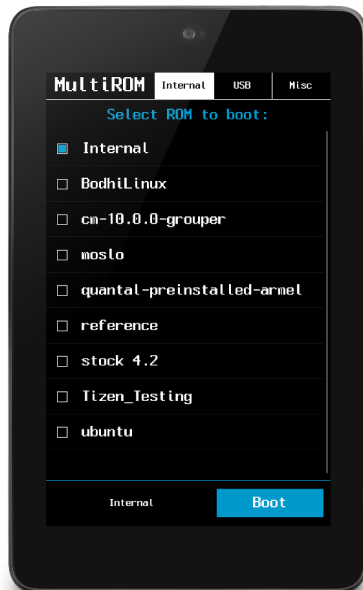 MultiROM Internal USB Misc
Select ROM to boot:
Internal
BodhiLinux
cm-10.0.0-grouper
moslo
quantal-preinstalled-armel
reference
stock 4.2
Tizen_Testing
ubuntu
Internal Boot